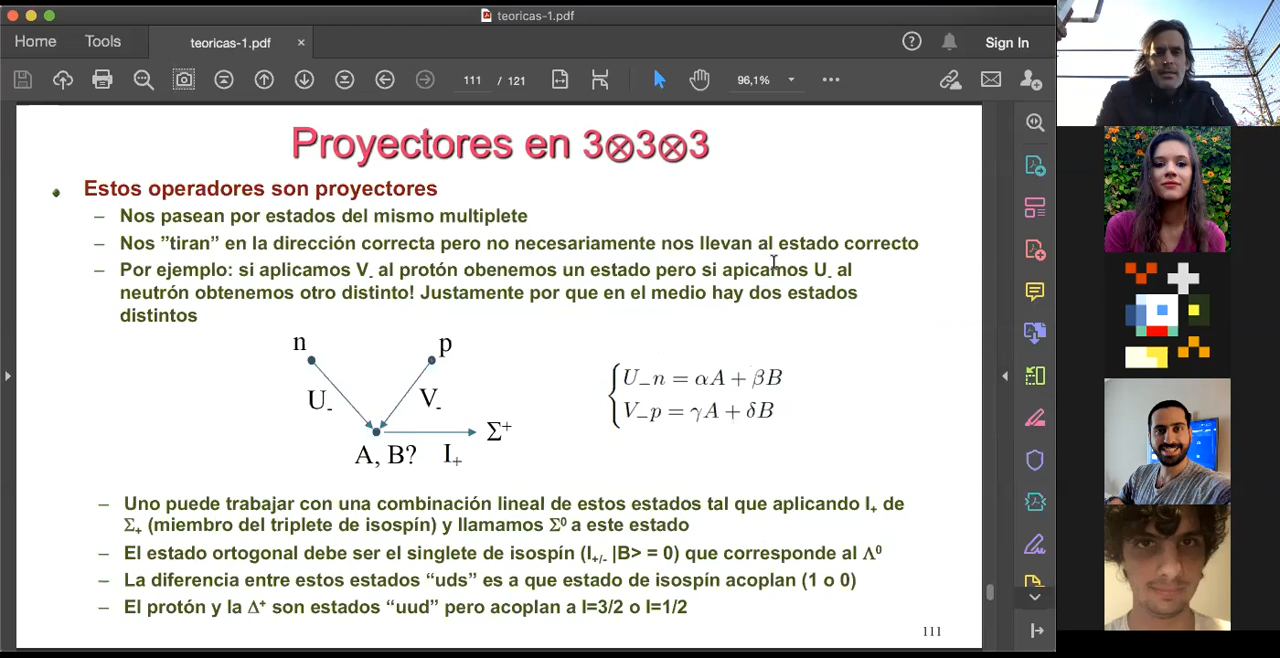 teoricas-1.pdf
Home Tools teoricas-1.pdf × Sign In
111 / 121 96,1%
Proyectores en 3⊗3⊗3
Estos operadores son proyectores
– Nos pasean por estados del mismo multiplete
– Nos ”tiran” en la dirección correcta pero no necesariamente nos llevan al estado correcto
– Por ejemplo: si aplicamos V₋ al protón obenemos un estado pero si apicamos U₋ al
neutrón obtenemos otro distinto! Justamente por que en el medio hay dos estados
distintos
n p
U₋ V₋
Σ⁺
A, B? I₊
U_n = αA + βB
V_p = γA + δB
– Uno puede trabajar con una combinación lineal de estos estados tal que aplicando I₊ de
Σ₊ (miembro del triplete de isospín) y llamamos Σ⁰ a este estado
– El estado ortogonal debe ser el singlete de isospín (I₊/₋ |B> = 0) que corresponde al Λ⁰
– La diferencia entre estos estados “uds” es a que estado de isospín acoplan (1 o 0)
– El protón y la Δ⁺ son estados “uud” pero acoplan a I=3/2 o I=1/2
111